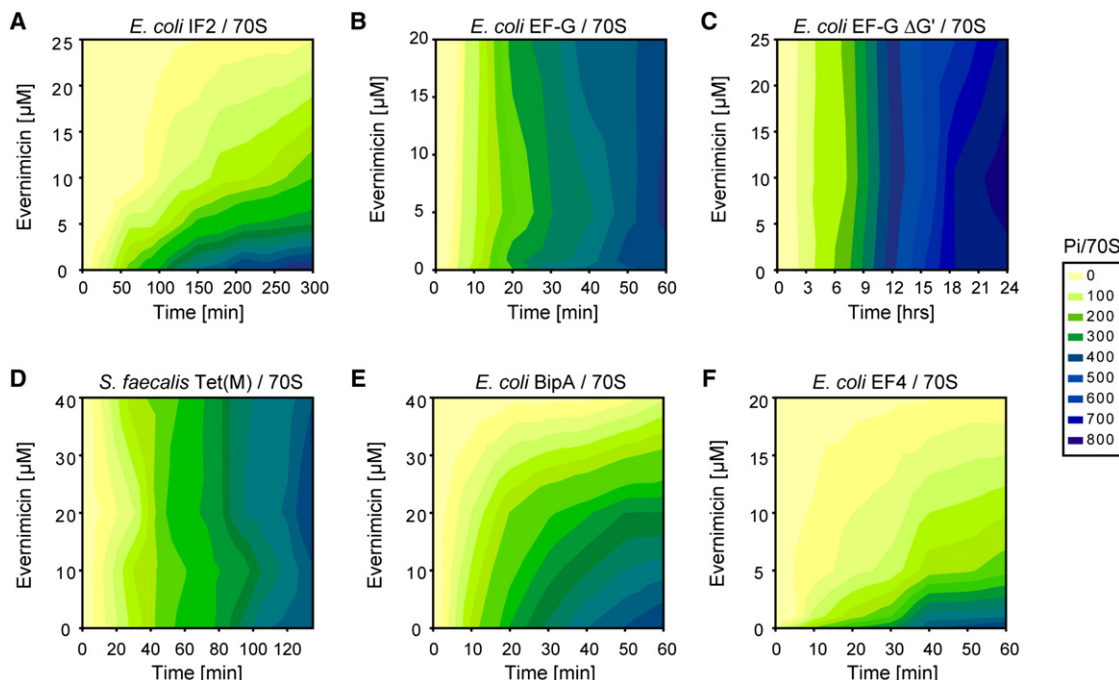 A
E. coli IF2 / 70S
Evernimicin [µM]
25
20
15
10
5
0
0 50 100 150 200 250 300
Time [min]
B
E. coli EF-G / 70S
Evernimicin [µM]
20
15
10
5
0
0 10 20 30 40 50 60
Time [min]
C
E. coli EF-G ΔG' / 70S
Evernimicin [µM]
25
20
15
10
5
0
0 3 6 9 12 15 18 21 24
Time [hrs]
Pi/70S
0
100
200
300
400
500
600
700
800
D
S. faecalis Tet(M) / 70S
Evernimicin [µM]
40
30
20
10
0
0 20 40 60 80 100 120
Time [min]
E
E. coli BipA / 70S
Evernimicin [µM]
40
30
20
10
0
0 10 20 30 40 50 60
Time [min]
F
E. coli EF4 / 70S
Evernimicin [µM]
20
15
10
5
0
0 10 20 30 40 50 60
Time [min]